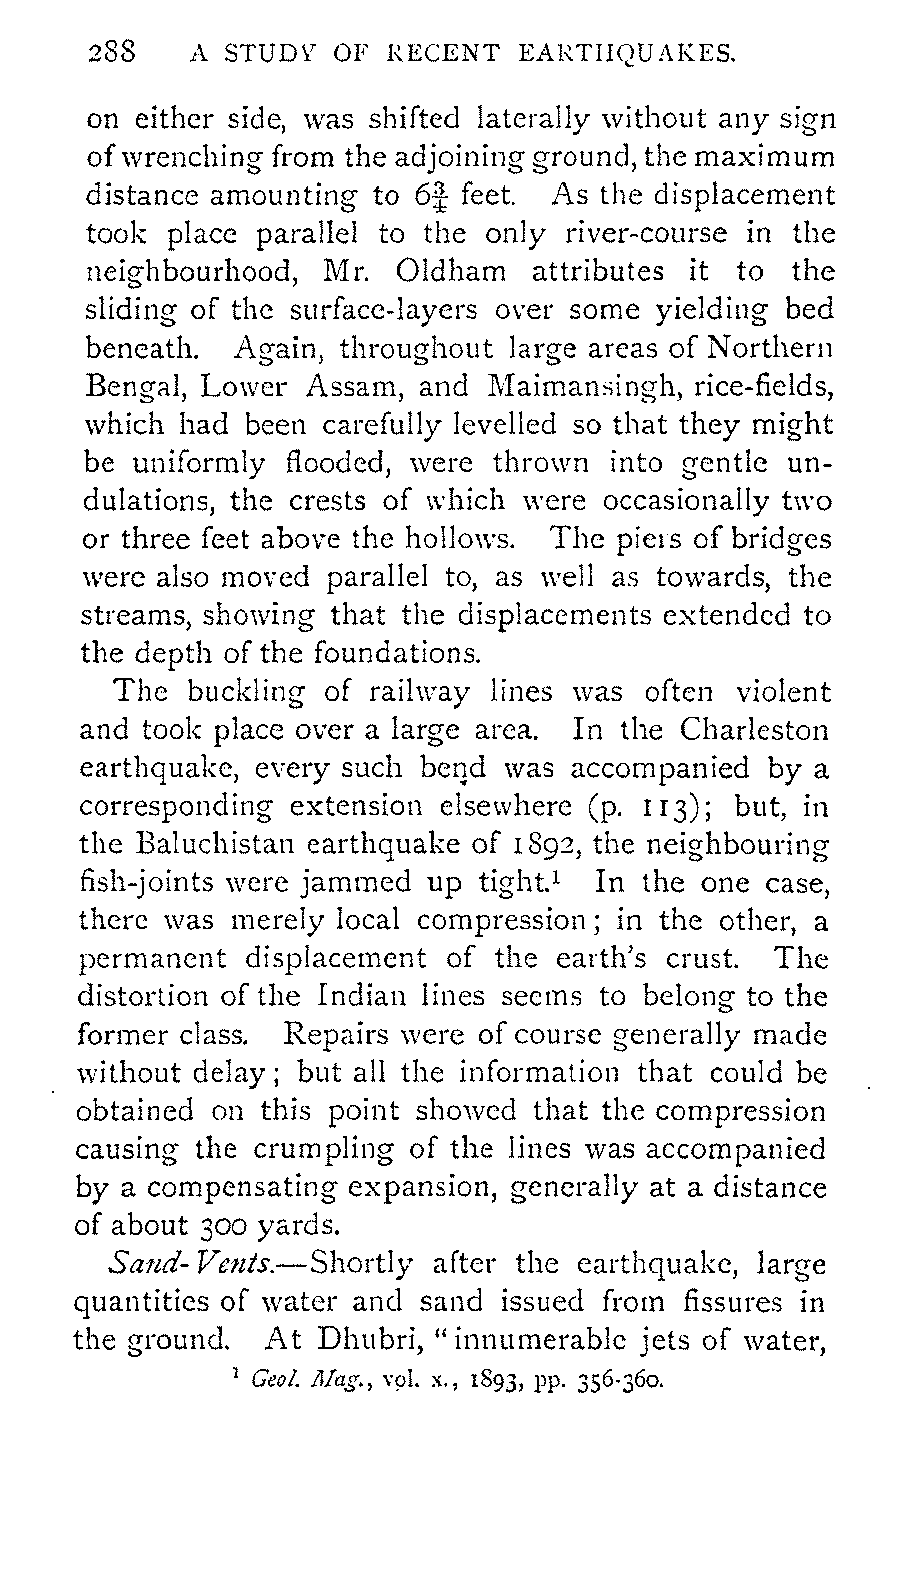 288 A STUDY OF RECENT EARTHQUAKES.
on either side, was shifted laterally without any sign
of wrenching from the adjoining ground, the maximum
distance amounting to 6¾ feet. As the displacement
took place parallel to the only river-course in the
neighbourhood, Mr. Oldham attributes it to the
sliding of the surface-layers over some yielding bed
beneath. Again, throughout large areas of Northern
Bengal, Lower Assam, and Maimansingh, rice-fields,
which had been carefully levelled so that they might
be uniformly flooded, were thrown into gentle un-
dulations, the crests of which were occasionally two
or three feet above the hollows. The piers of bridges
were also moved parallel to, as well as towards, the
streams, showing that the displacements extended to
the depth of the foundations.
The buckling of railway lines was often violent
and took place over a large area. In the Charleston
earthquake, every such bend was accompanied by a
corresponding extension elsewhere (p. 113); but, in
the Baluchistan earthquake of 1892, the neighbouring
fish-joints were jammed up tight.¹ In the one case,
there was merely local compression; in the other, a
permanent displacement of the earth's crust. The
distortion of the Indian lines seems to belong to the
former class. Repairs were of course generally made
without delay; but all the information that could be
obtained on this point showed that the compression
causing the crumpling of the lines was accompanied
by a compensating expansion, generally at a distance
of about 300 yards.
Sand-Vents.—Shortly after the earthquake, large
quantities of water and sand issued from fissures in
the ground. At Dhubri, "innumerable jets of water,
¹ Geol. Mag., vol. x., 1893, pp. 356-360.